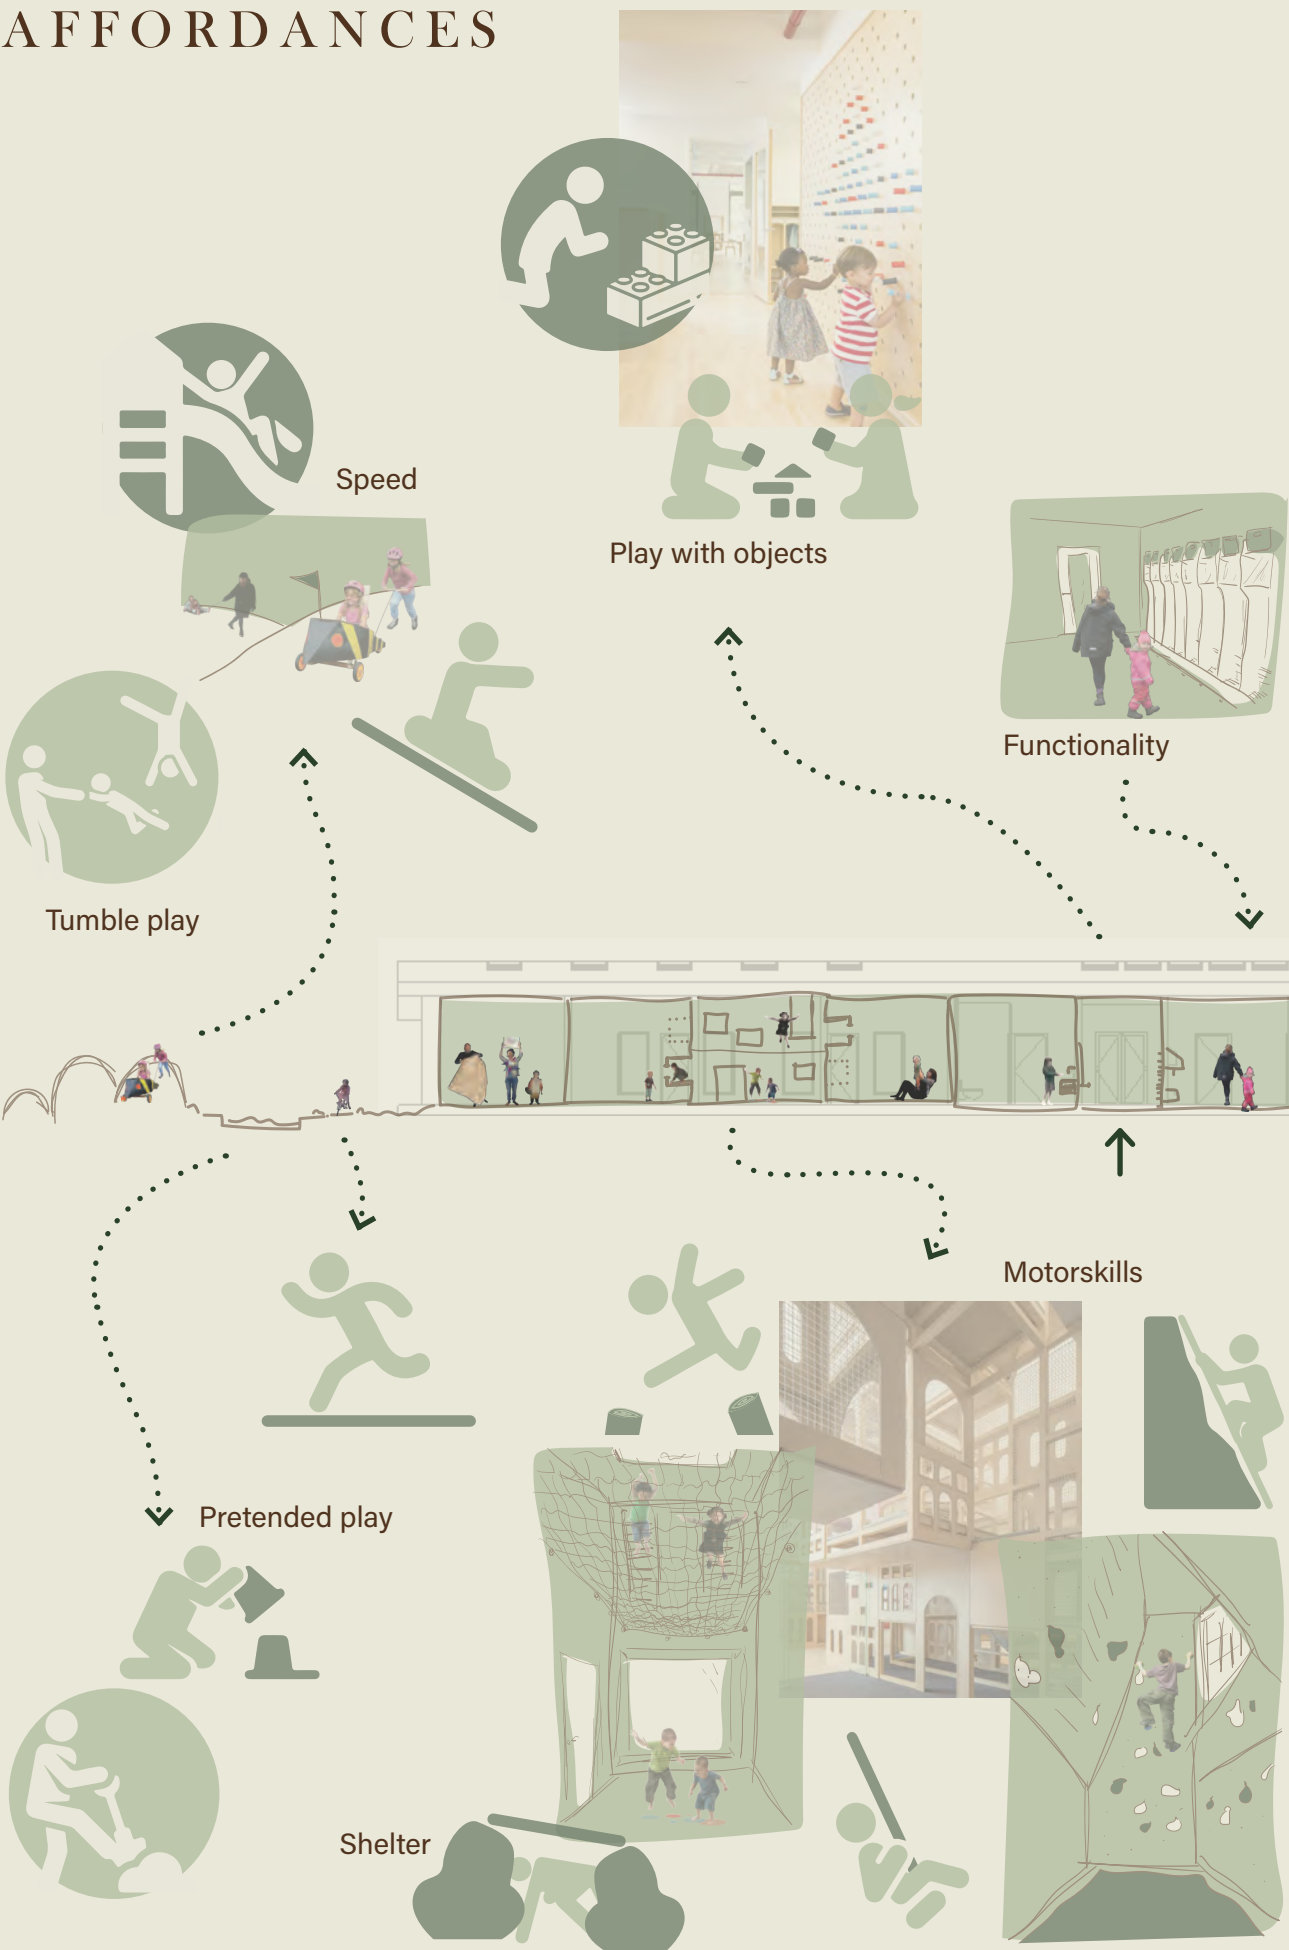 AFFORDANCES
Speed
Play with objects
Functionality
Tumble play
Motorskills
Pretended play
Shelter